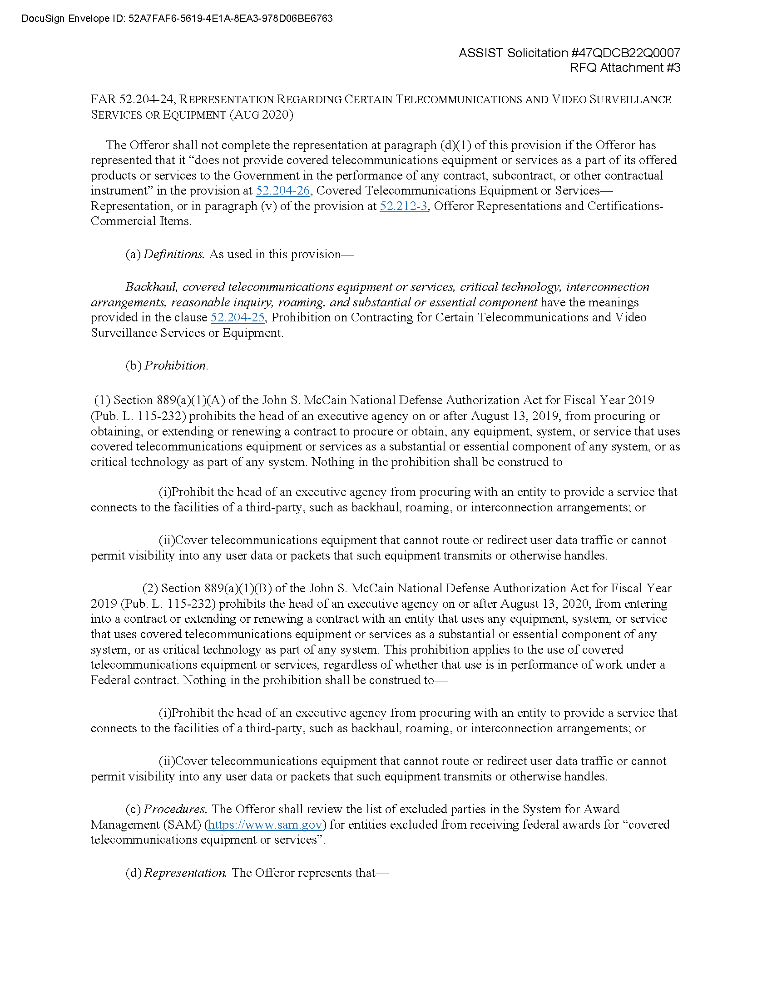 DocuSign Envelope ID: 52A7FAF6-5619-4E1A-8EA3-978D06BE6763
ASSIST Solicitation #47QDCB22Q0007
RFQ Attachment #3
FAR 52.204-24, REPRESENTATION REGARDING CERTAIN TELECOMMUNICATIONS AND VIDEO SURVEILLANCE
SERVICES OR EQUIPMENT (AUG 2020)
The Offeror shall not complete the representation at paragraph (d)(1) of this provision if the Offeror has
represented that it “does not provide covered telecommunications equipment or services as a part of its offered
products or services to the Government in the performance of any contract, subcontract, or other contractual
instrument” in the provision at 52.204-26, Covered Telecommunications Equipment or Services—
Representation, or in paragraph (v) of the provision at 52.212-3, Offeror Representations and Certifications-
Commercial Items.
(a) Definitions. As used in this provision—
Backhaul, covered telecommunications equipment or services, critical technology, interconnection
arrangements, reasonable inquiry, roaming, and substantial or essential component have the meanings
provided in the clause 52.204-25, Prohibition on Contracting for Certain Telecommunications and Video
Surveillance Services or Equipment.
(b) Prohibition.
(1) Section 889(a)(1)(A) of the John S. McCain National Defense Authorization Act for Fiscal Year 2019
(Pub. L. 115-232) prohibits the head of an executive agency on or after August 13, 2019, from procuring or
obtaining, or extending or renewing a contract to procure or obtain, any equipment, system, or service that uses
covered telecommunications equipment or services as a substantial or essential component of any system, or as
critical technology as part of any system. Nothing in the prohibition shall be construed to—
(i)Prohibit the head of an executive agency from procuring with an entity to provide a service that
connects to the facilities of a third-party, such as backhaul, roaming, or interconnection arrangements; or
(ii)Cover telecommunications equipment that cannot route or redirect user data traffic or cannot
permit visibility into any user data or packets that such equipment transmits or otherwise handles.
(2) Section 889(a)(1)(B) of the John S. McCain National Defense Authorization Act for Fiscal Year
2019 (Pub. L. 115-232) prohibits the head of an executive agency on or after August 13, 2020, from entering
into a contract or extending or renewing a contract with an entity that uses any equipment, system, or service
that uses covered telecommunications equipment or services as a substantial or essential component of any
system, or as critical technology as part of any system. This prohibition applies to the use of covered
telecommunications equipment or services, regardless of whether that use is in performance of work under a
Federal contract. Nothing in the prohibition shall be construed to—
(i)Prohibit the head of an executive agency from procuring with an entity to provide a service that
connects to the facilities of a third-party, such as backhaul, roaming, or interconnection arrangements; or
(ii)Cover telecommunications equipment that cannot route or redirect user data traffic or cannot
permit visibility into any user data or packets that such equipment transmits or otherwise handles.
(c) Procedures. The Offeror shall review the list of excluded parties in the System for Award
Management (SAM) (https://www.sam.gov) for entities excluded from receiving federal awards for “covered
telecommunications equipment or services”.
(d) Representation. The Offeror represents that—